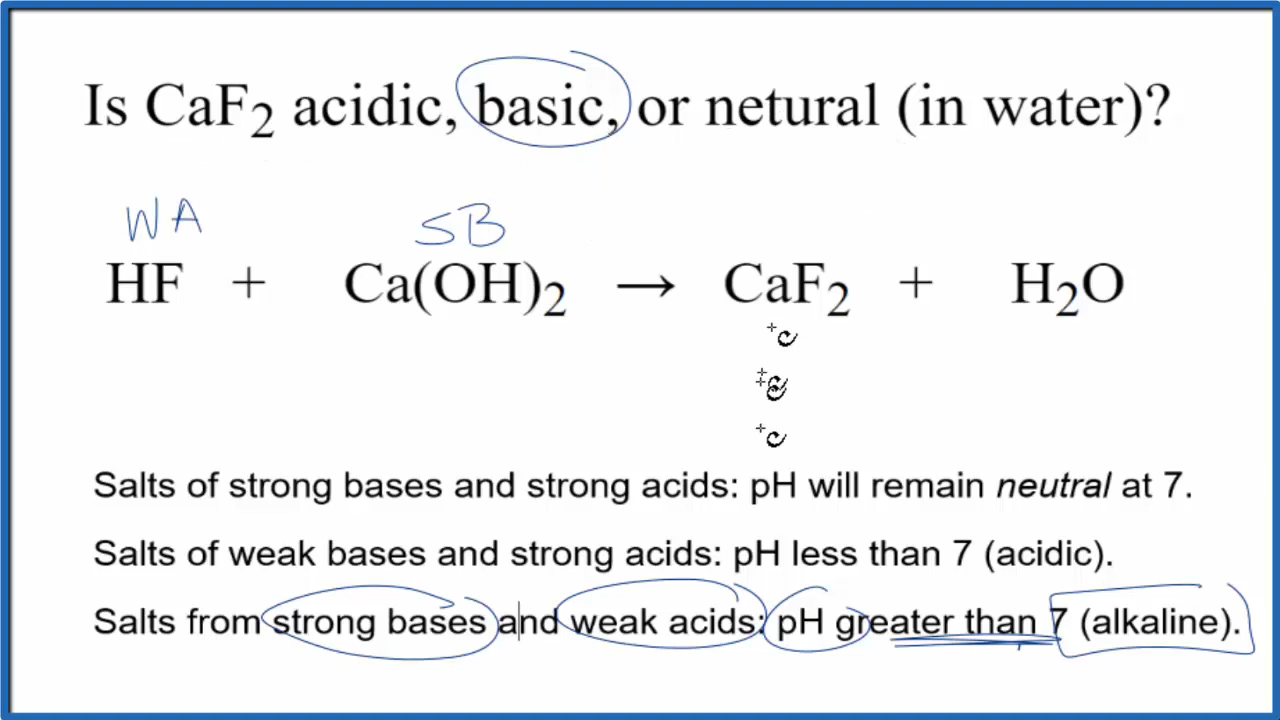 Is CaF₂ acidic, basic, or netural (in water)?
WA SB
HF + Ca(OH)₂ → CaF₂ + H₂O
Salts of strong bases and strong acids: pH will remain neutral at 7.
Salts of weak bases and strong acids: pH less than 7 (acidic).
Salts from strong bases and weak acids: pH greater than 7 (alkaline).